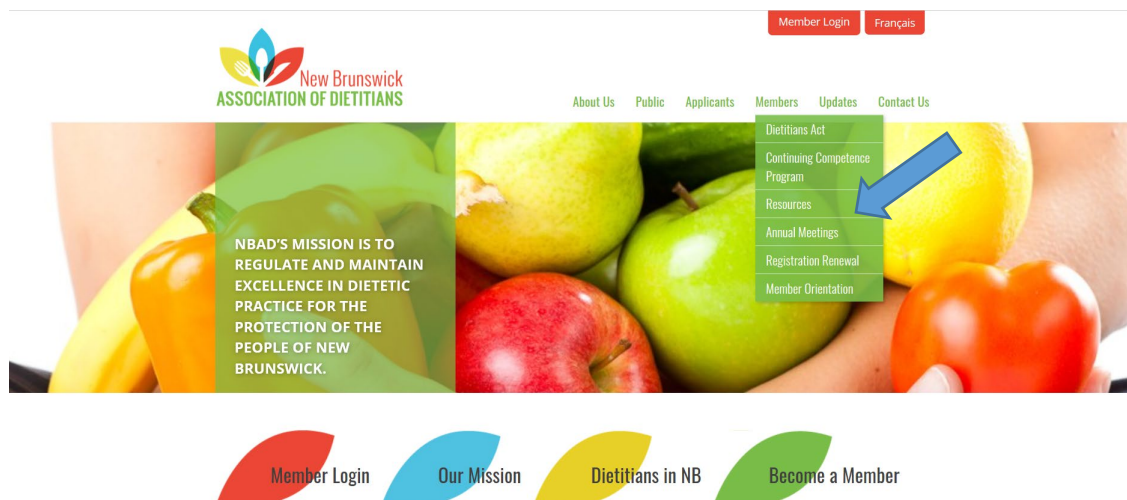 Member Login Français
New Brunswick
ASSOCIATION OF DIETITIANS
About Us Public Applicants Members Updates Contact Us
Dietitians Act
Continuing Competence
Program
Resources
Annual Meetings
Registration Renewal
Member Orientation
NBAD'S MISSION IS TO
REGULATE AND MAINTAIN
EXCELLENCE IN DIETETIC
PRACTICE FOR THE
PROTECTION OF THE
PEOPLE OF NEW
BRUNSWICK.
Member Login Our Mission Dietitians in NB Become a Member